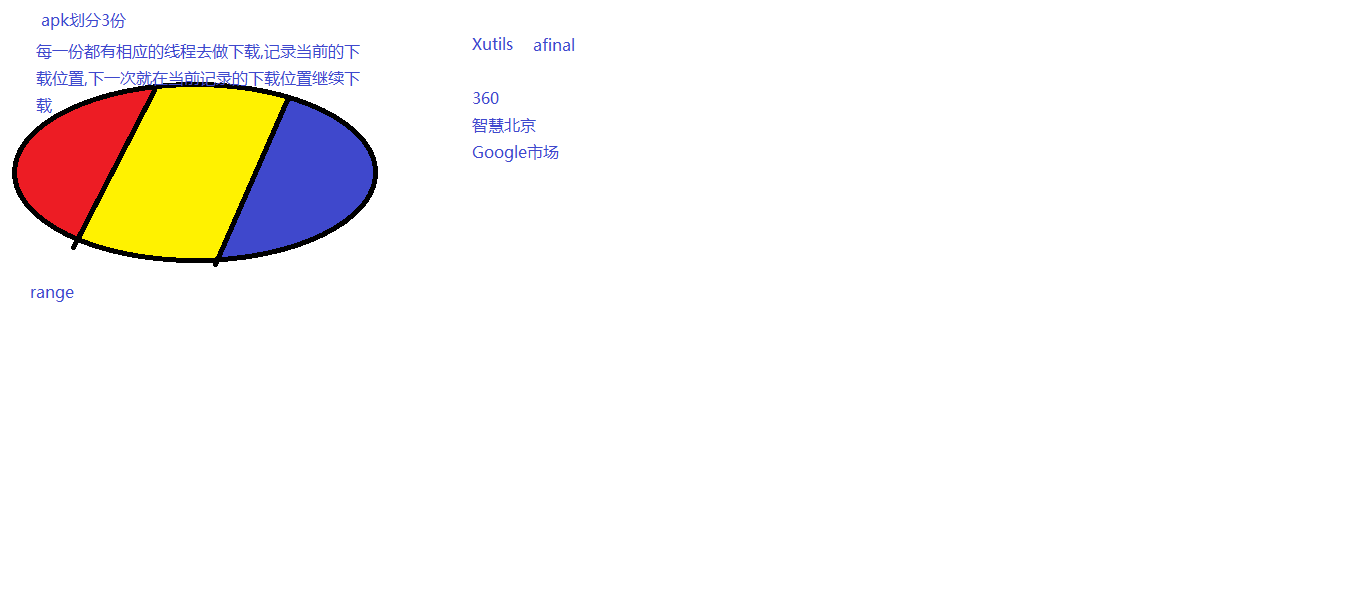 apk划分3份
每一份都有相应的线程去做下载,记录当前的下
载位置,下一次就在当前记录的下载位置继续下
载
range
Xutils afinal
360
智慧北京
Google市场